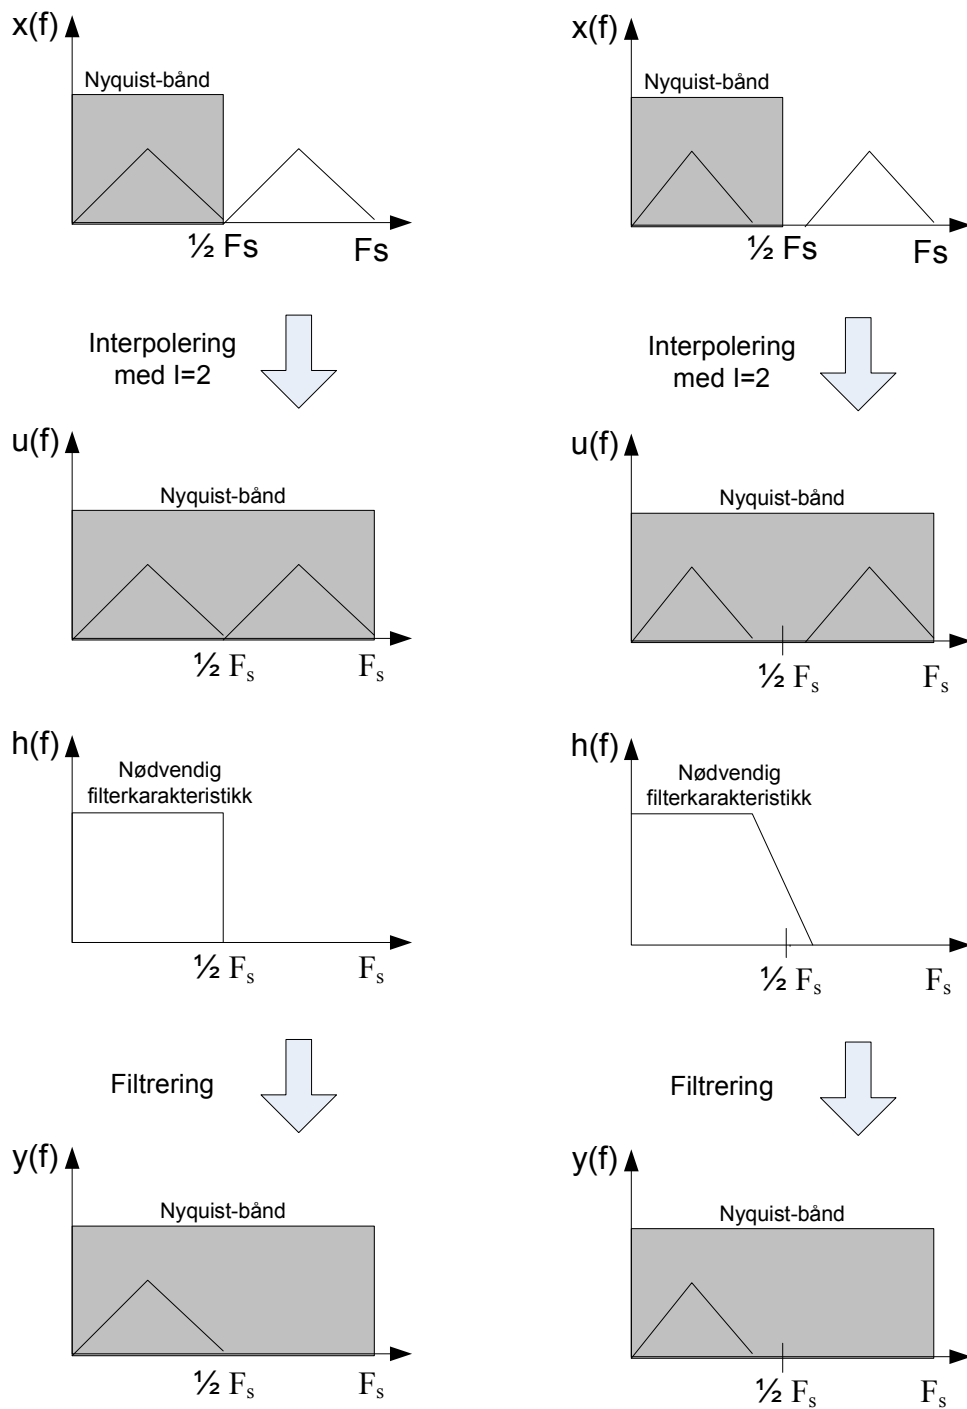 x(f)
Nyquist-bånd
½ Fs
Fs
Interpolering
med I=2
u(f)
Nyquist-bånd
½ Fs
Fs
h(f)
Nødvendig
filterkarakteristikk
½ Fs
Fs
Filtrering
y(f)
Nyquist-bånd
½ Fs
Fs
x(f)
Nyquist-bånd
½ Fs
Fs
Interpolering
med I=2
u(f)
Nyquist-bånd
½ Fs
Fs
h(f)
Nødvendig
filterkarakteristikk
½ Fs
Fs
Filtrering
y(f)
Nyquist-bånd
½ Fs
Fs